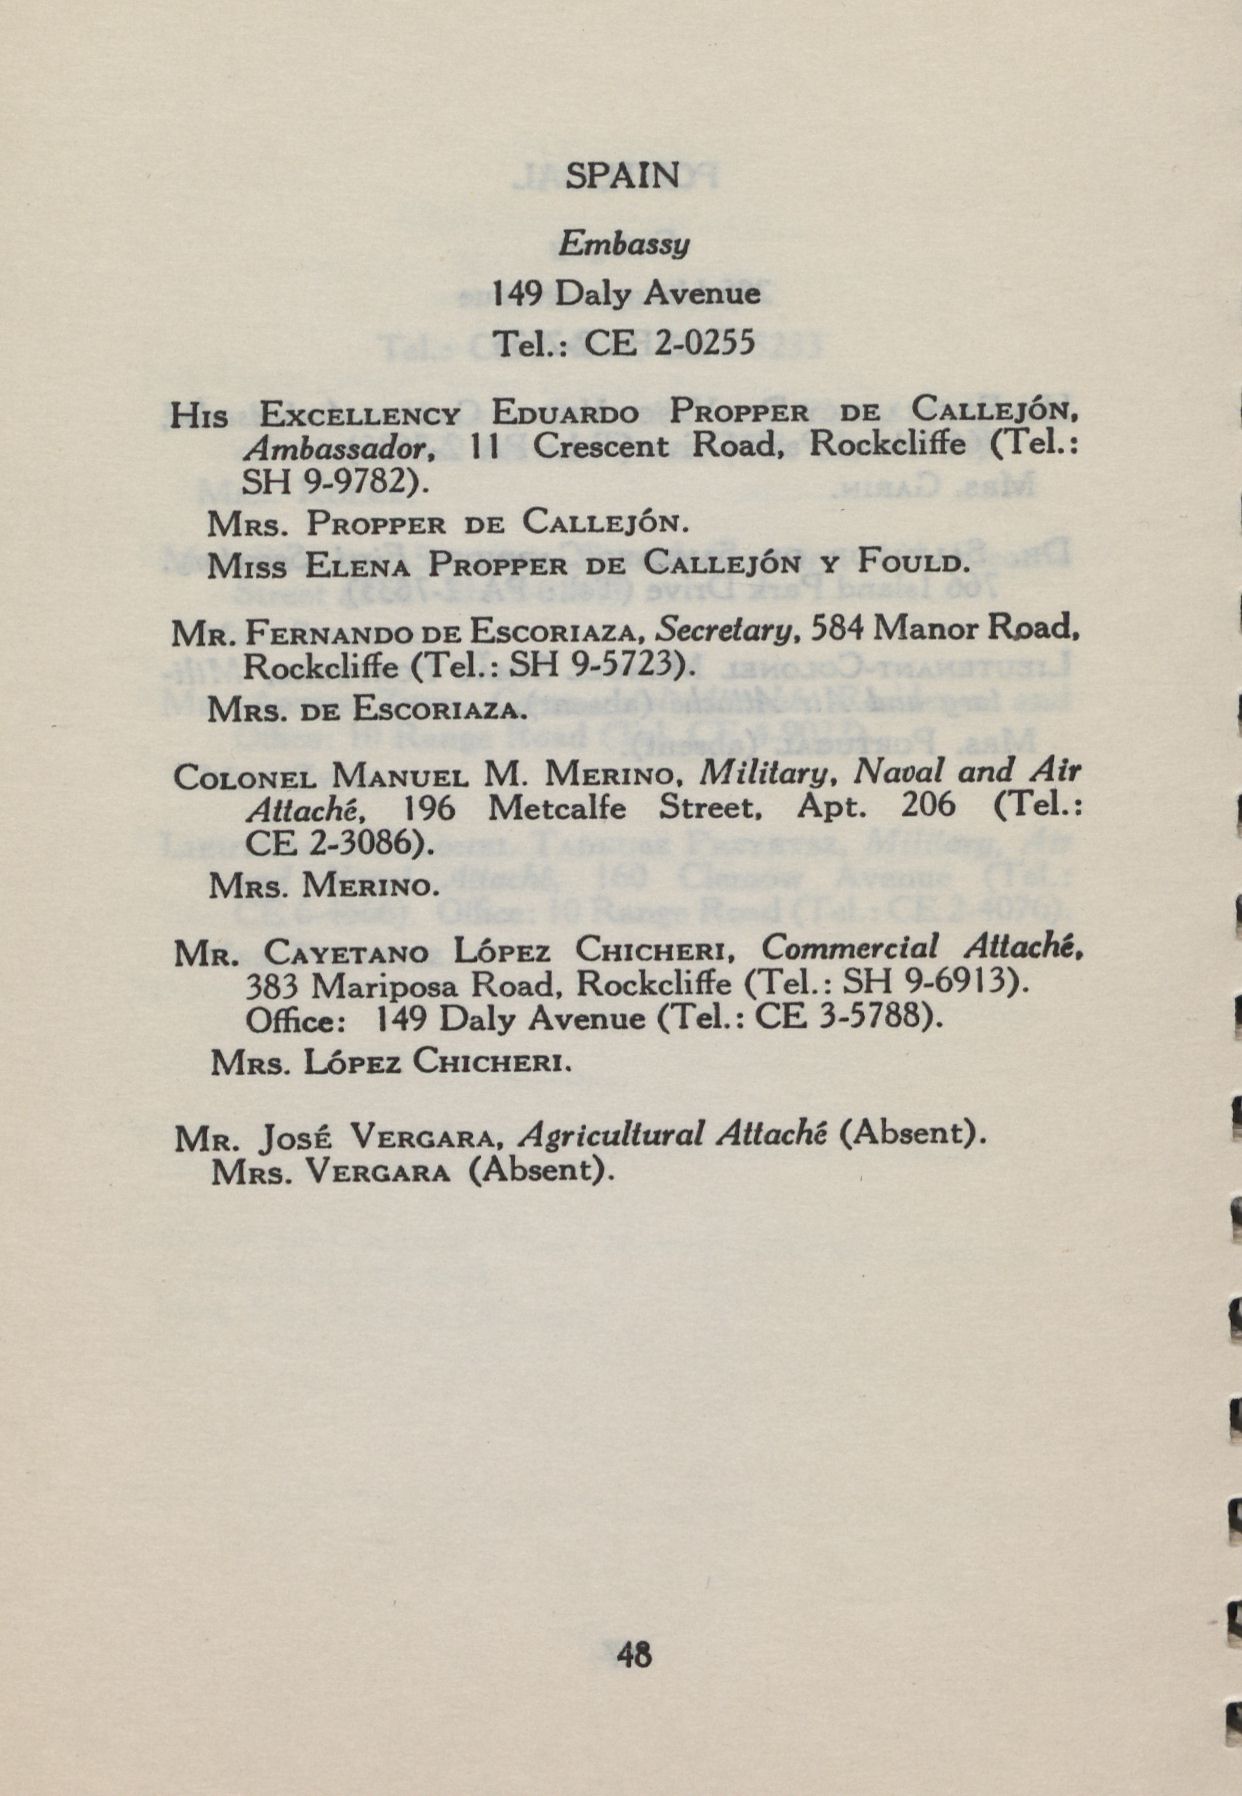 SPAIN
Embassy
149 Daly Avenue
Tel.: CE 2-0255
HIS EXCELLENCY EDUARDO PROPPER DE CALLEJÓN,
Ambassador, 11 Crescent Road, Rockcliffe (Tel.:
SH 9-9782).
MRS. PROPPER DE CALLEJÓN.
MISS ELENA PROPPER DE CALLEJÓN Y FOULD.
MR. FERNANDO DE ESCORIAZA, Secretary, 584 Manor Road,
Rockcliffe (Tel.: SH 9-5723).
MRS. DE ESCORIAZA.
COLONEL MANUEL M. MERINO, Military, Naval and Air
Attaché, 196 Metcalfe Street, Apt. 206 (Tel.:
CE 2-3086).
MRS. MERINO.
MR. CAYETANO LÓPEZ CHICHERI, Commercial Attaché,
383 Mariposa Road, Rockcliffe (Tel.: SH 9-6913).
Office: 149 Daly Avenue (Tel.: CE 3-5788).
MRS. LÓPEZ CHICHERI.
MR. JOSÉ VERGARA, Agricultural Attaché (Absent).
MRS. VERGARA (Absent).
48